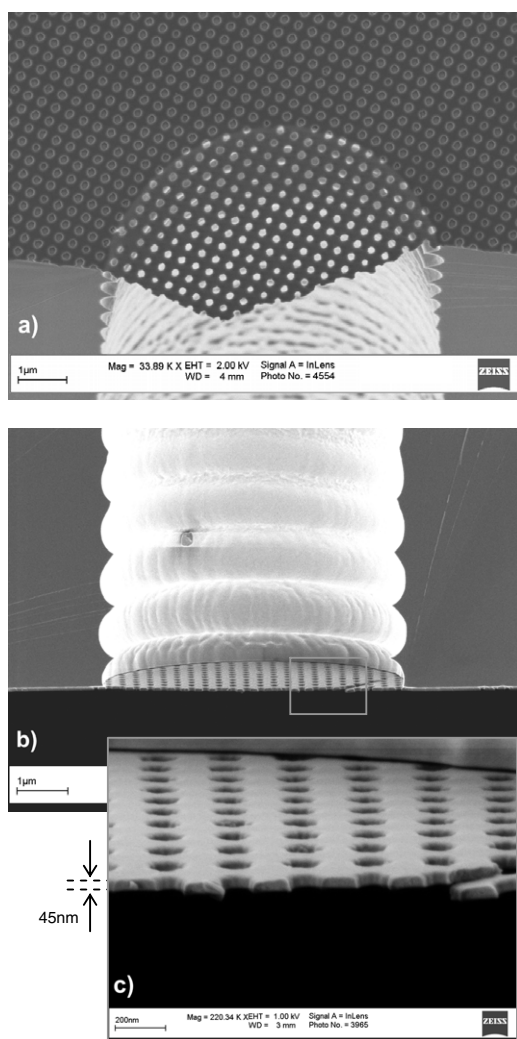 a)
1µm
Mag = 33.89 K X EHT = 2.00 kV Signal A = InLens
WD = 4 mm Photo No. = 4554
ZEISS
b)
1µm
45nm
c)
200nm
Mag = 220.34 K X EHT = 1.00 kV Signal A = InLens
WD = 3 mm Photo No. = 3965
ZEISS